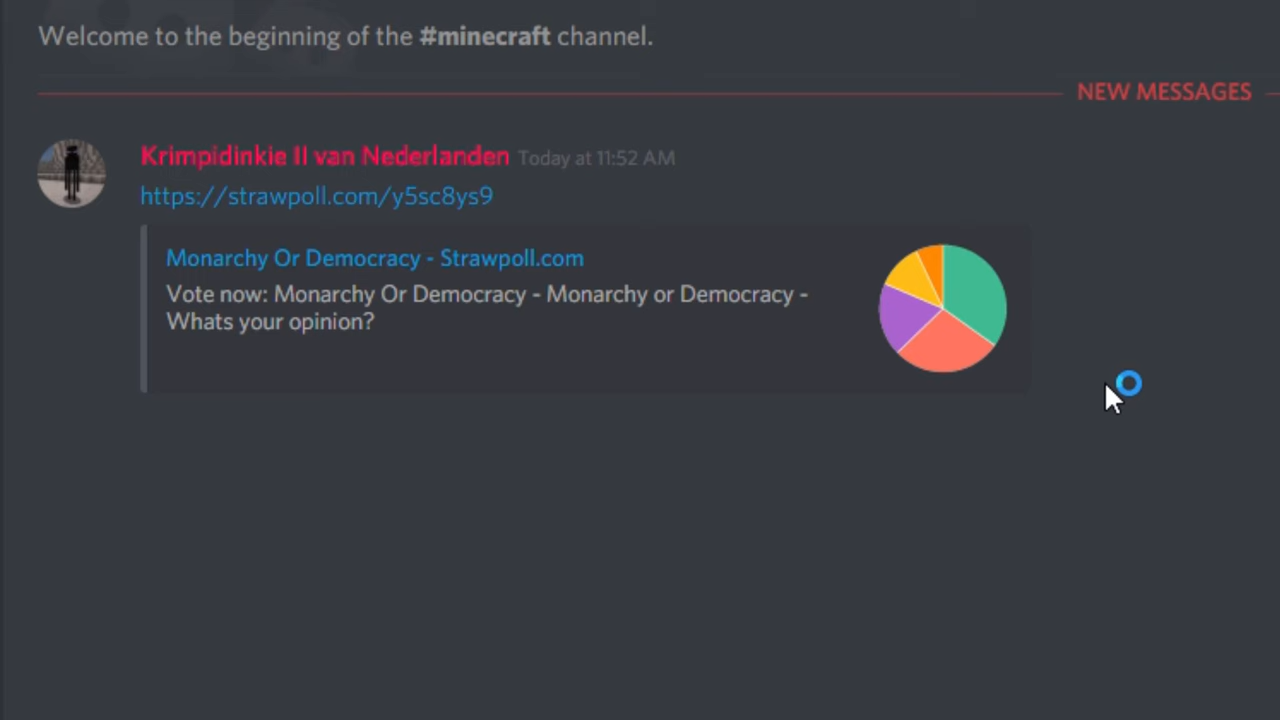 Welcome to the beginning of the #minecraft channel.
NEW MESSAGES
Krimpidinkie II van Nederlanden Today at 11:52 AM
https://strawpoll.com/y5sc8ys9
Monarchy Or Democracy - Strawpoll.com
Vote now: Monarchy Or Democracy - Monarchy or Democracy -
Whats your opinion?